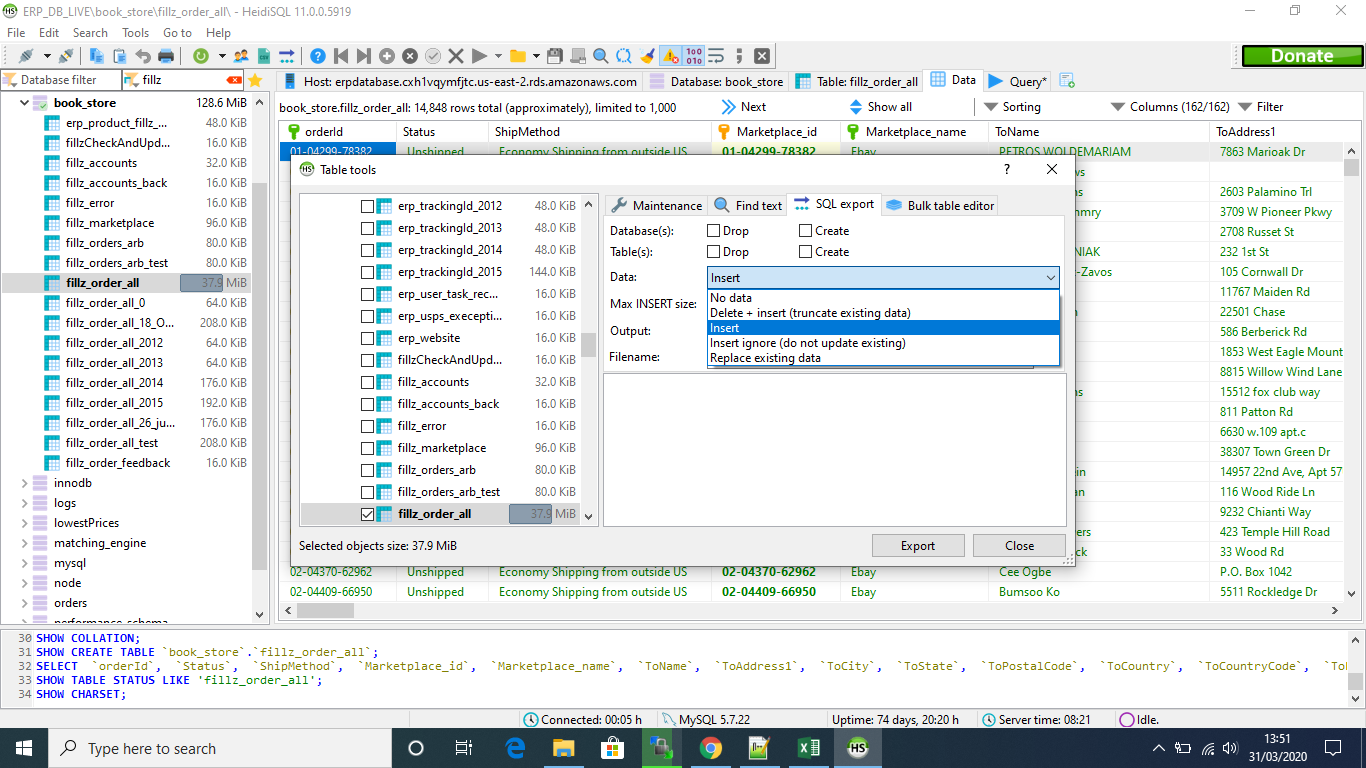 ERP_DB_LIVE\book_store\fillz_order_all\ - HeidiSQL 11.0.0.5919
File Edit Search Tools Go to Help
Donate
Database filter
fillz
Host: erpdatabase.cxh1vqymfjtc.us-east-2.rds.amazonaws.com
Database: book_store
Table: fillz_order_all
Data
Query*
book_store 128.6 MiB
erp_product_fillz_... 48.0 KiB
fillzCheckAndUpd... 16.0 KiB
fillz_accounts 32.0 KiB
fillz_accounts_back 16.0 KiB
fillz_error 16.0 KiB
fillz_marketplace 96.0 KiB
fillz_orders_arb 80.0 KiB
fillz_orders_arb_test 80.0 KiB
fillz_order_all 37.9 MiB
fillz_order_all_0 64.0 KiB
fillz_order_all_18_O... 208.0 KiB
fillz_order_all_2012 64.0 KiB
fillz_order_all_2013 64.0 KiB
fillz_order_all_2014 176.0 KiB
fillz_order_all_2015 192.0 KiB
fillz_order_all_26_ju... 176.0 KiB
fillz_order_all_test 208.0 KiB
fillz_order_feedback 16.0 KiB
innodb
logs
lowestPrices
matching_engine
mysql
node
orders
performance_schema
book_store.fillz_order_all: 14,848 rows total (approximately), limited to 1,000
Next
Show all
Sorting
Columns (162/162)
Filter
orderId Status ShipMethod Marketplace_id Marketplace_name ToName ToAddress1
01-04299-78382 Unshipped Economy Shipping from outside US 01-04299-78382 Ebay PETROS WOLDEMARIAM 7863 Marioak Dr
ws
ns 2603 Palamino Trl
nmry 3709 W Pioneer Pkwy
2708 Russet St
NIAK 232 1st St
-Zavos 105 Cornwall Dr
11767 Maiden Rd
22501 Chase
586 Berberick Rd
1853 West Eagle Mount
8815 Willow Wind Lane
ns 15512 fox club way
811 Patton Rd
6630 w.109 apt.c
38307 Town Green Dr
ein 14957 22nd Ave, Apt 57
an 116 Wood Ride Ln
9232 Chianti Way
ers 423 Temple Hill Road
ck 33 Wood Rd
02-04370-62962 Unshipped Economy Shipping from outside US 02-04370-62962 Ebay Cee Ogbe P.O. Box 1042
02-04409-66950 Unshipped Economy Shipping from outside US 02-04409-66950 Ebay Bumsoo Ko 5511 Rockledge Dr
Table tools
?
erp_trackingId_2012 48.0 KiB
erp_trackingId_2013 48.0 KiB
erp_trackingId_2014 48.0 KiB
erp_trackingId_2015 144.0 KiB
erp_user_task_rec... 16.0 KiB
erp_usps_execepti... 16.0 KiB
erp_website 16.0 KiB
fillzCheckAndUpd... 16.0 KiB
fillz_accounts 32.0 KiB
fillz_accounts_back 16.0 KiB
fillz_error 16.0 KiB
fillz_marketplace 96.0 KiB
fillz_orders_arb 80.0 KiB
fillz_orders_arb_test 80.0 KiB
fillz_order_all 37.9 MiB
Maintenance
Find text
SQL export
Bulk table editor
Database(s): Drop Create
Table(s): Drop Create
Data: Insert
No data
Delete + insert (truncate existing data)
Insert
Insert ignore (do not update existing)
Replace existing data
Max INSERT size:
Output:
Filename:
Selected objects size: 37.9 MiB
Export
Close
30 SHOW COLLATION;
31 SHOW CREATE TABLE `book_store`.`fillz_order_all`;
32 SELECT `orderId`, `Status`, `ShipMethod`, `Marketplace_id`, `Marketplace_name`, `ToName`, `ToAddress1`, `ToCity`, `ToState`, `ToPostalCode`, `ToCountry`, `ToCountryCode`,
33 SHOW TABLE STATUS LIKE 'fillz_order_all';
34 SHOW CHARSET;
Connected: 00:05 h
MySQL 5.7.22
Uptime: 74 days, 20:20 h
Server time: 08:21
Idle.
Type here to search
13:51
31/03/2020